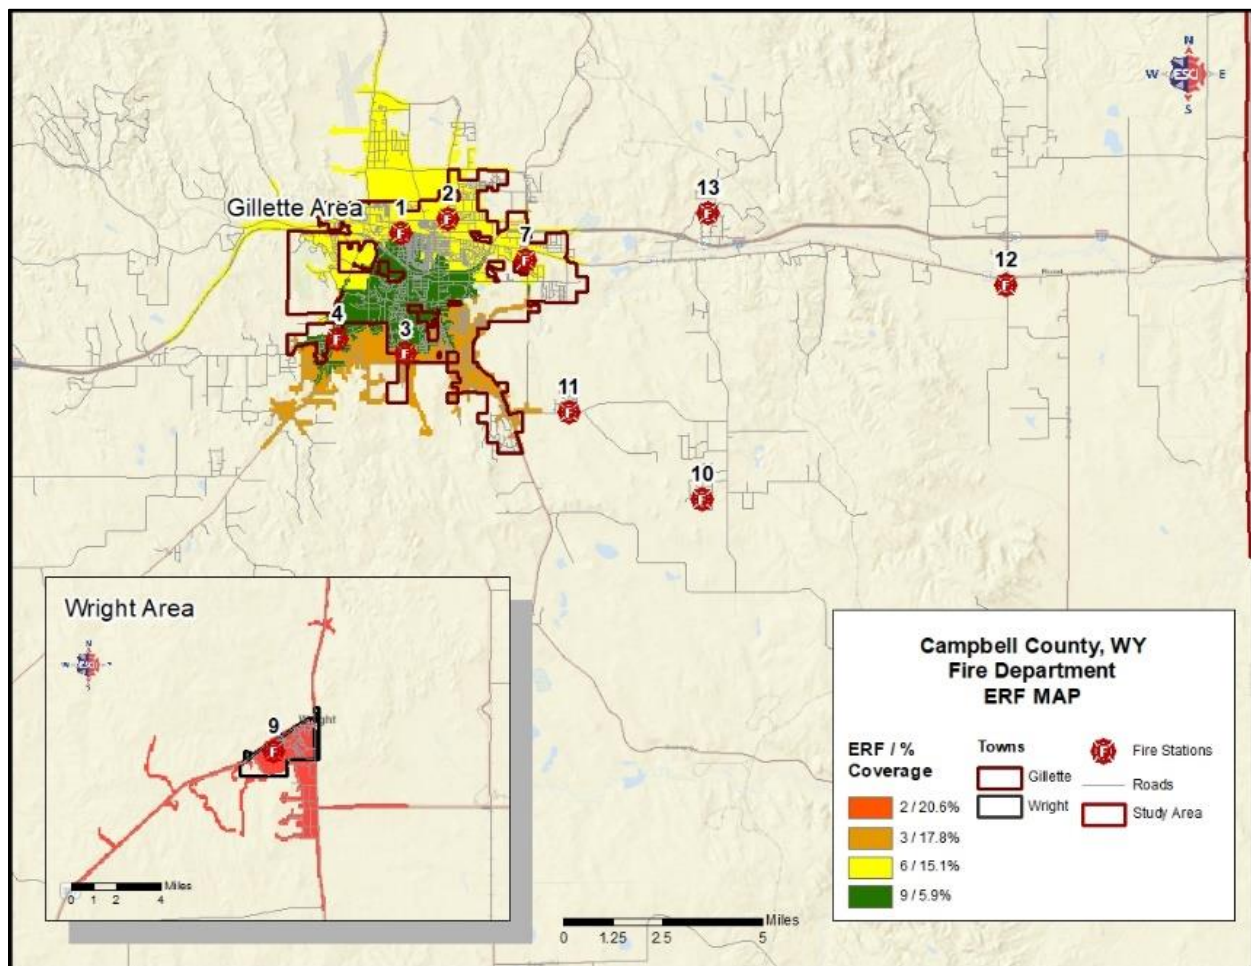 N
W ESCI E
S
13
2
Gillette Area
1
7
12
4
3
11
10
Wright Area
N
S
9
Wright
Miles
0 1 2 4
Miles
0 1.25 2.5 5
Campbell County, WY
Fire Department
ERF MAP
ERF / %
Coverage
2 / 20.6%
3 / 17.8%
6 / 15.1%
9 / 5.9%
Towns
Gillette
Wright
F Fire Stations
Roads
Study Area